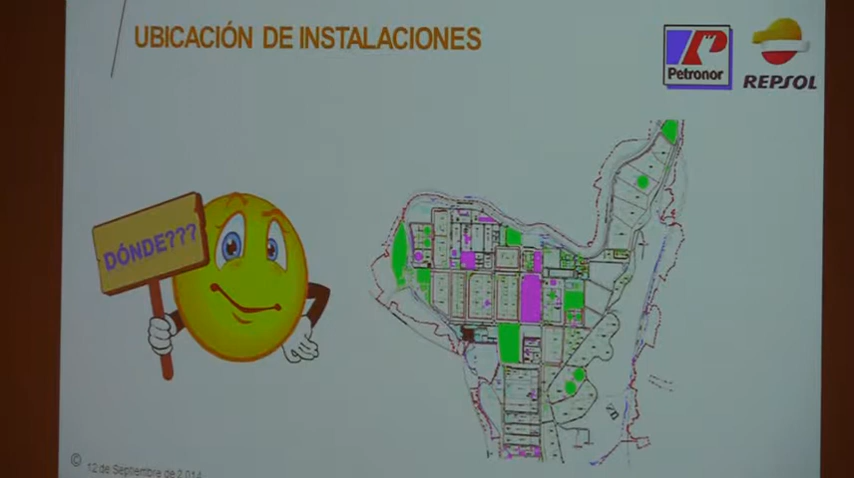 UBICACIÓN DE INSTALACIONES
Petronor
REPSOL
DÓNDE???
© 12 de Septiembre de 2.014